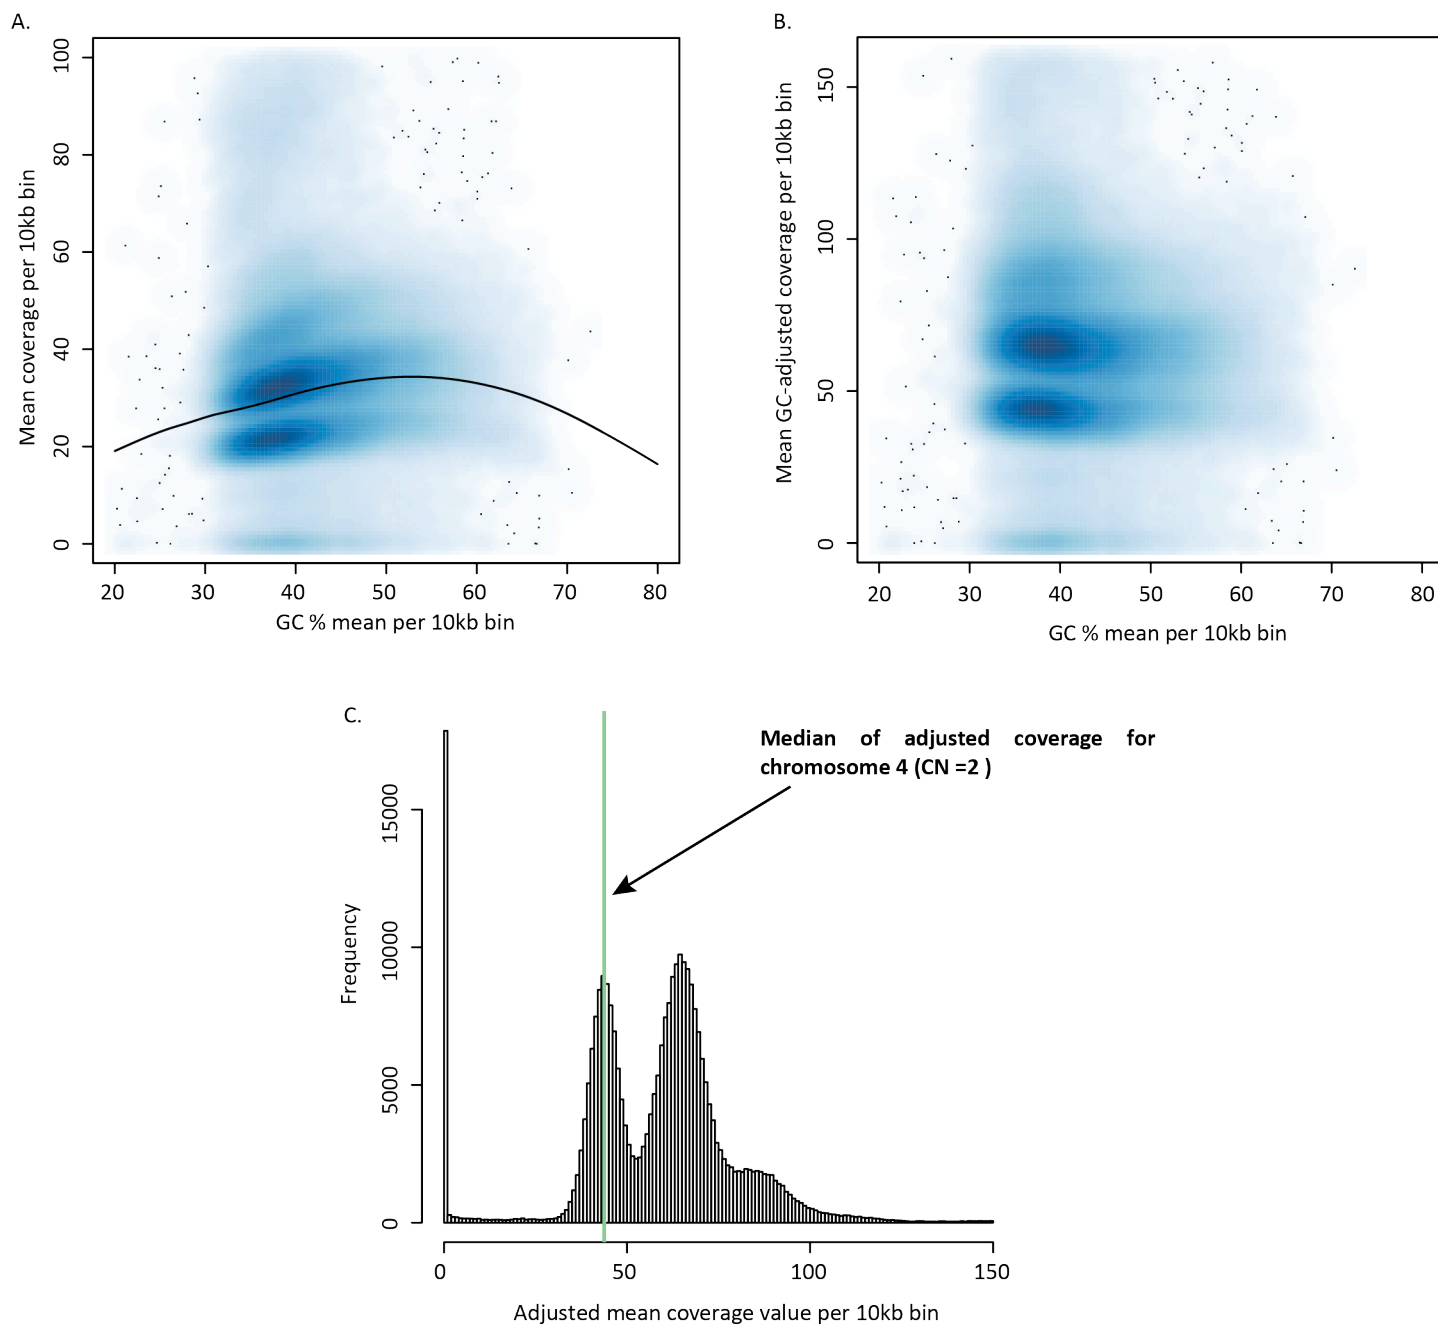 A.
Mean coverage per 10kb bin
100
80
60
40
20
0
20 30 40 50 60 70 80
GC % mean per 10kb bin
B.
Mean GC-adjusted coverage per 10kb bin
150
100
50
0
20 30 40 50 60 70 80
GC % mean per 10kb bin
C.
Median of adjusted coverage for
chromosome 4 (CN =2 )
Frequency
15000
10000
5000
0
0 50 100 150
Adjusted mean coverage value per 10kb bin